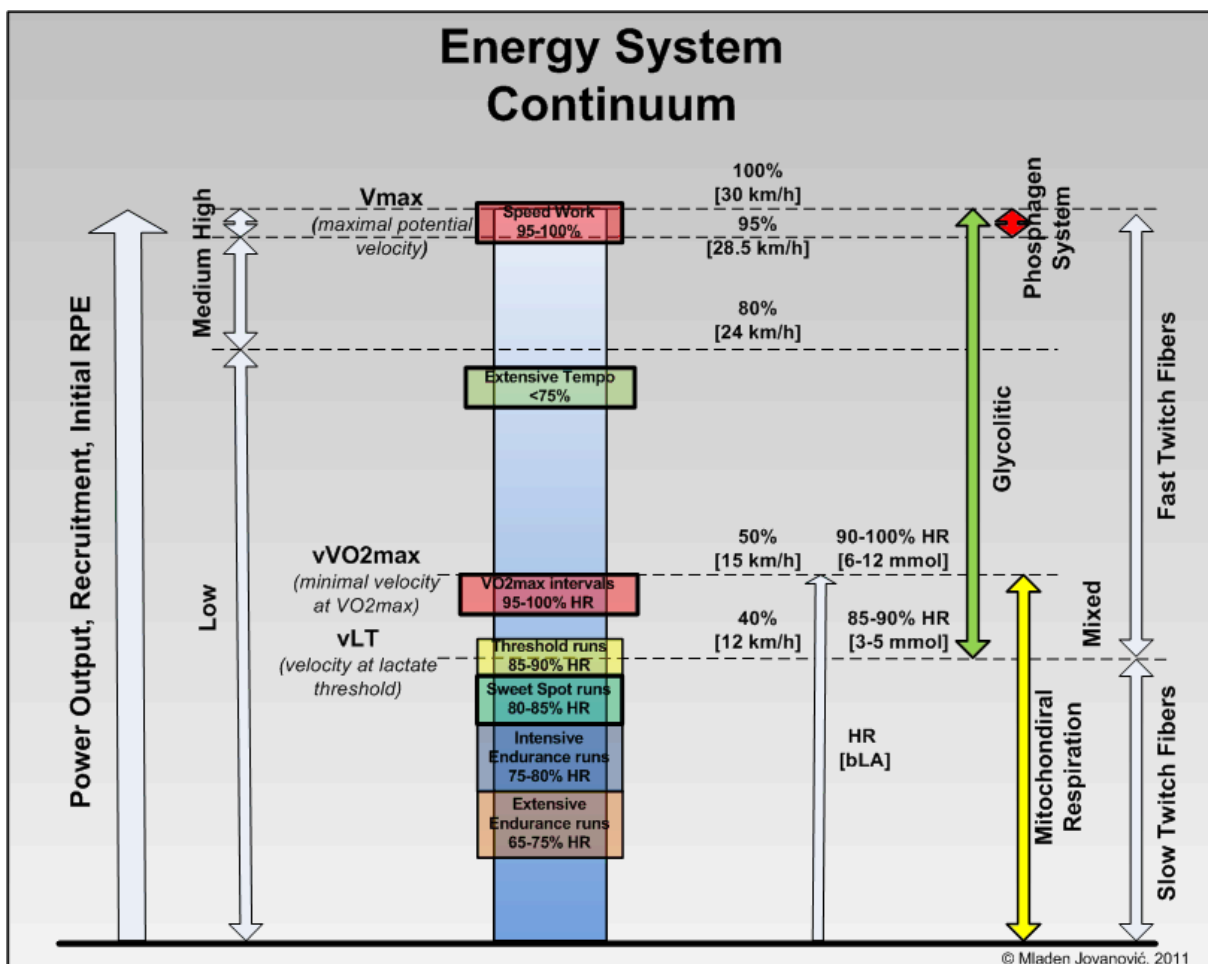 Energy System
Continuum
Power Output, Recruitment, Initial RPE
High
Medium
Low
Vmax
(maximal potential
velocity)
vVO2max
(minimal velocity
at VO2max)
vLT
(velocity at lactate
threshold)
Speed Work
95-100%
Extensive Tempo
<75%
VO2max intervals
95-100% HR
Threshold runs
85-90% HR
Sweet Spot runs
80-85% HR
Intensive
Endurance runs
75-80% HR
Extensive
Endurance runs
65-75% HR
100%
[30 km/h]
95%
[28.5 km/h]
80%
[24 km/h]
50%
[15 km/h]
40%
[12 km/h]
90-100% HR
[6-12 mmol]
85-90% HR
[3-5 mmol]
HR
[bLA]
Glycolitic
Phosphagen
System
Mixed
Mitochondiral
Respiration
Fast Twitch Fibers
Slow Twitch Fibers
© Mladen Jovanović, 2011